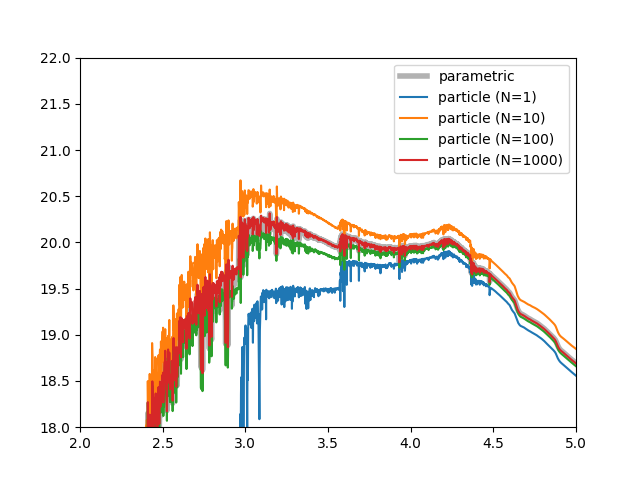 22.0
21.5
21.0
20.5
20.0
19.5
19.0
18.5
18.0
2.0 2.5 3.0 3.5 4.0 4.5 5.0
parametric
particle (N=1)
particle (N=10)
particle (N=100)
particle (N=1000)